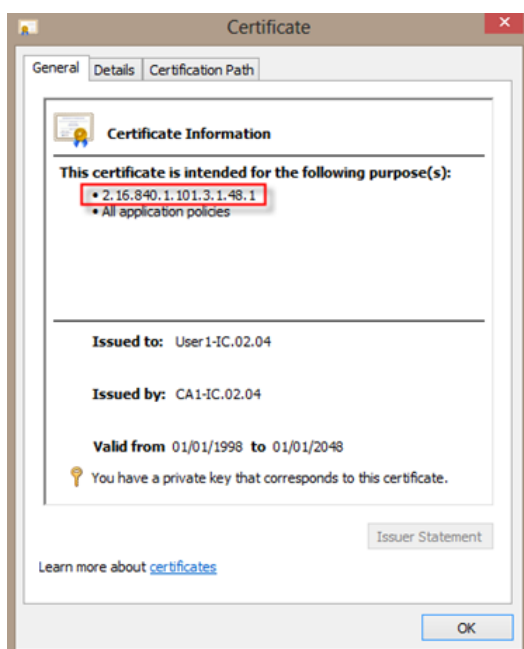 Certificate
General Details Certification Path
Certificate Information
This certificate is intended for the following purpose(s):
• 2.16.840.1.101.3.1.48.1
• All application policies
Issued to: User1-IC.02.04
Issued by: CA1-IC.02.04
Valid from 01/01/1998 to 01/01/2048
You have a private key that corresponds to this certificate.
Issuer Statement
Learn more about certificates
OK